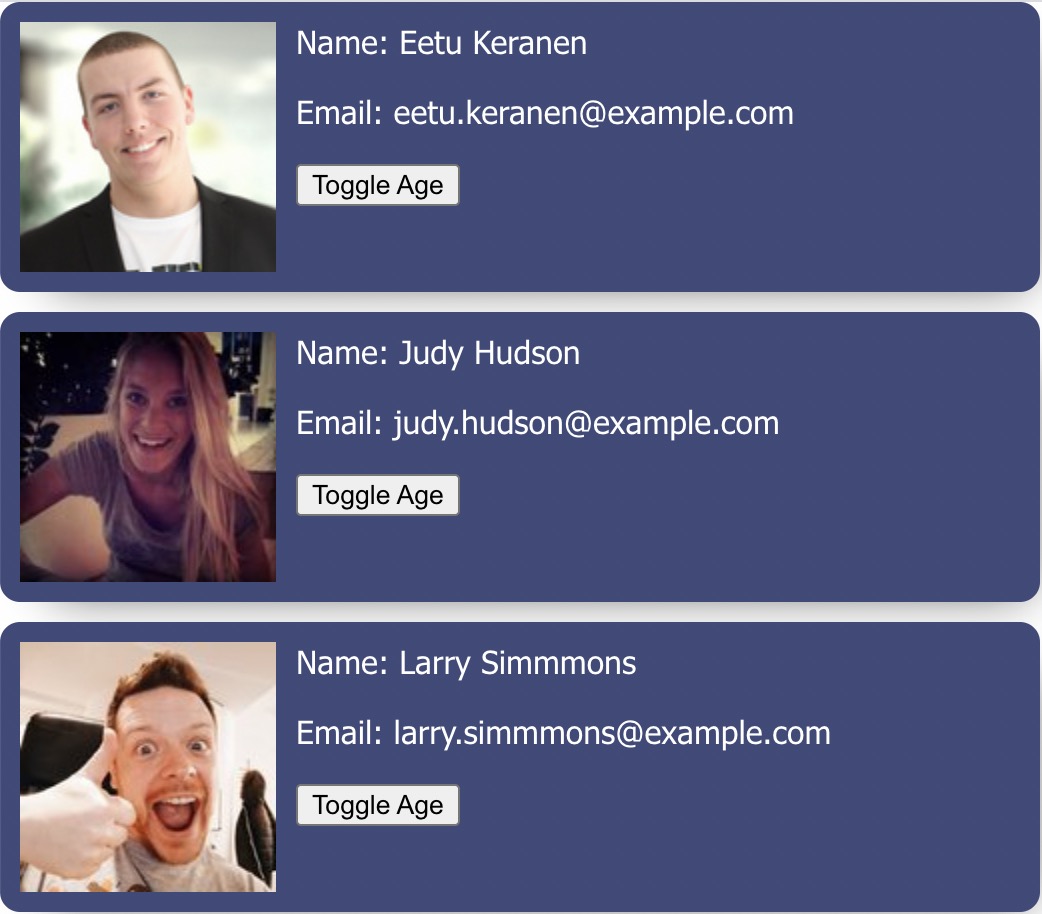 Name: Eetu Keranen
Email: eetu.keranen@example.com
Toggle Age
Name: Judy Hudson
Email: judy.hudson@example.com
Toggle Age
Name: Larry Simmmons
Email: larry.simmmons@example.com
Toggle Age